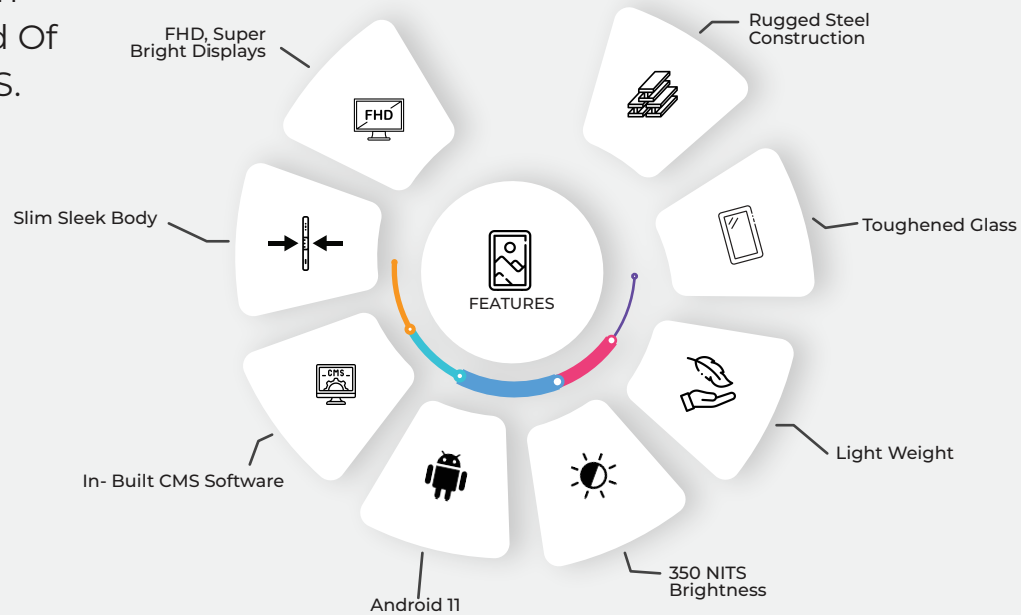 d Of
S.
FHD, Super
Bright Displays
Rugged Steel
Construction
FHD
Slim Sleek Body
Toughened Glass
FEATURES
CMS
In- Built CMS Software
Light Weight
Android 11
350 NITS
Brightness